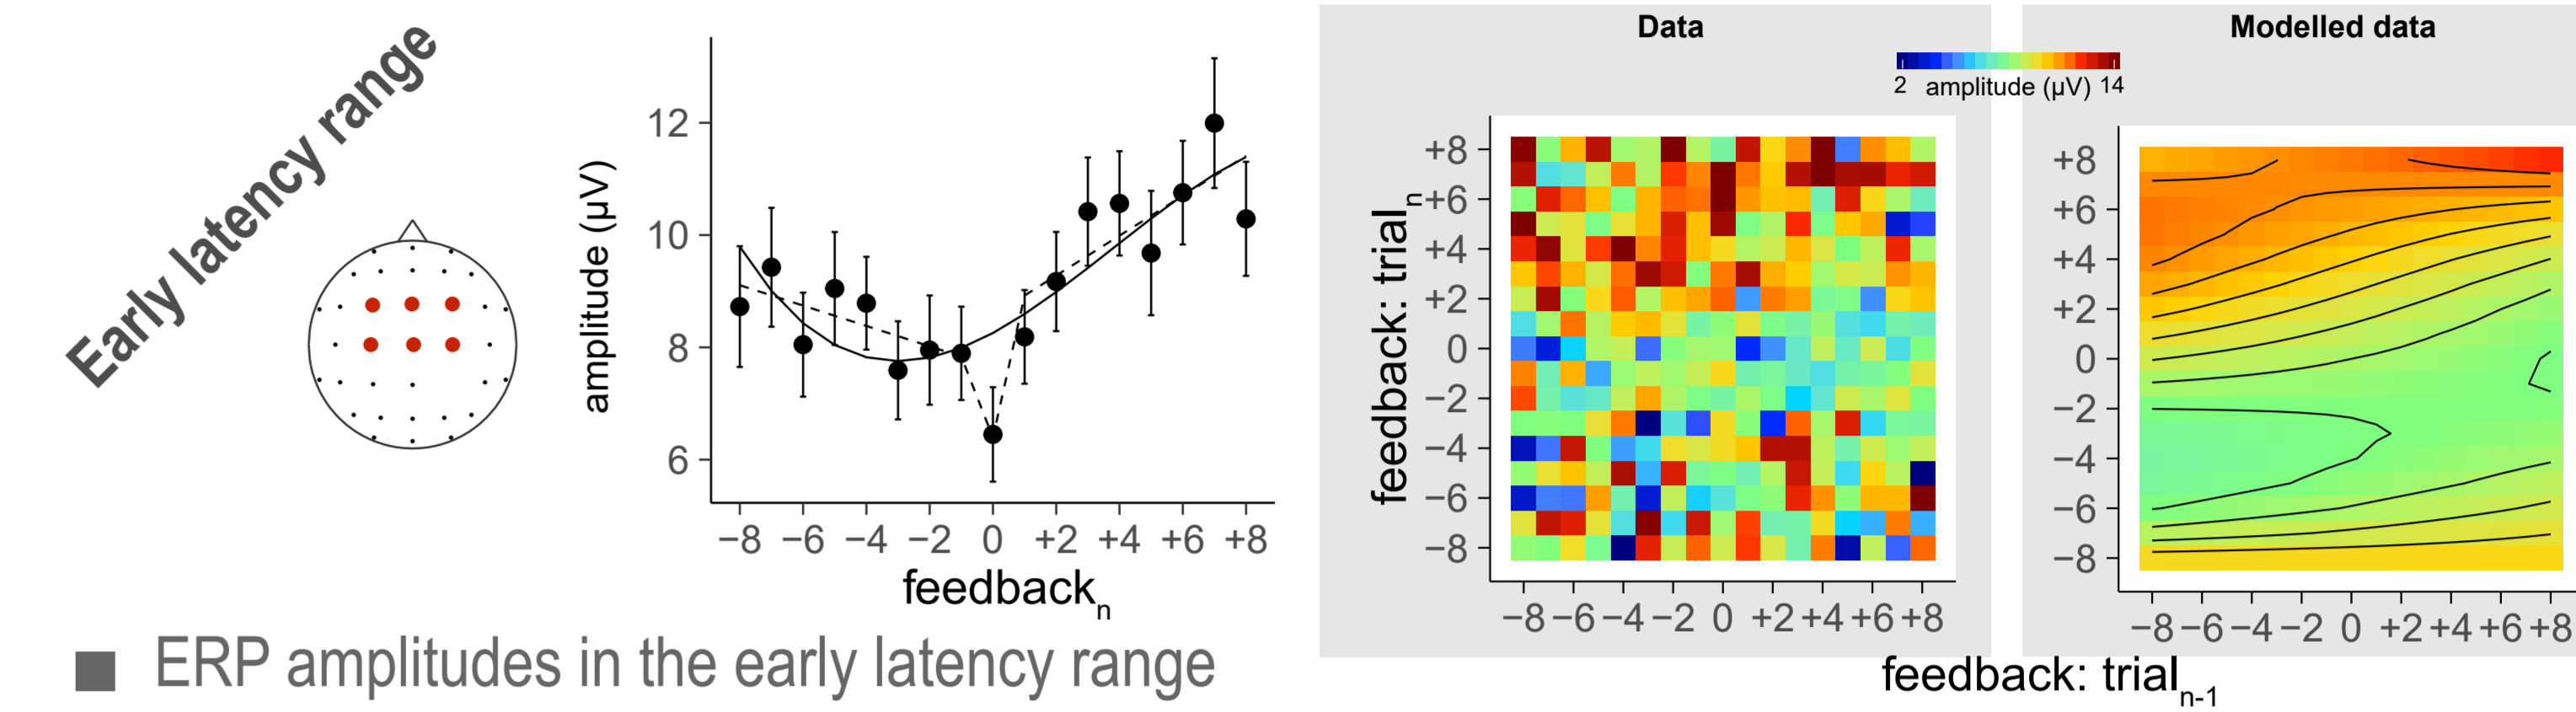 Early latency range
amplitude (μV)
12
10
8
6
−8 −6 −4 −2 0 +2 +4 +6 +8
feedbackn
Data
Modelled data
2 amplitude (μV) 14
feedback: trialn
+8
+6
+4
+2
0
−2
−4
−6
−8
−8 −6 −4 −2 0 +2 +4 +6 +8
+8
+6
+4
+2
0
−2
−4
−6
−8
−8 −6 −4 −2 0 +2 +4 +6 +8
feedback: trialn-1
■ ERP amplitudes in the early latency range